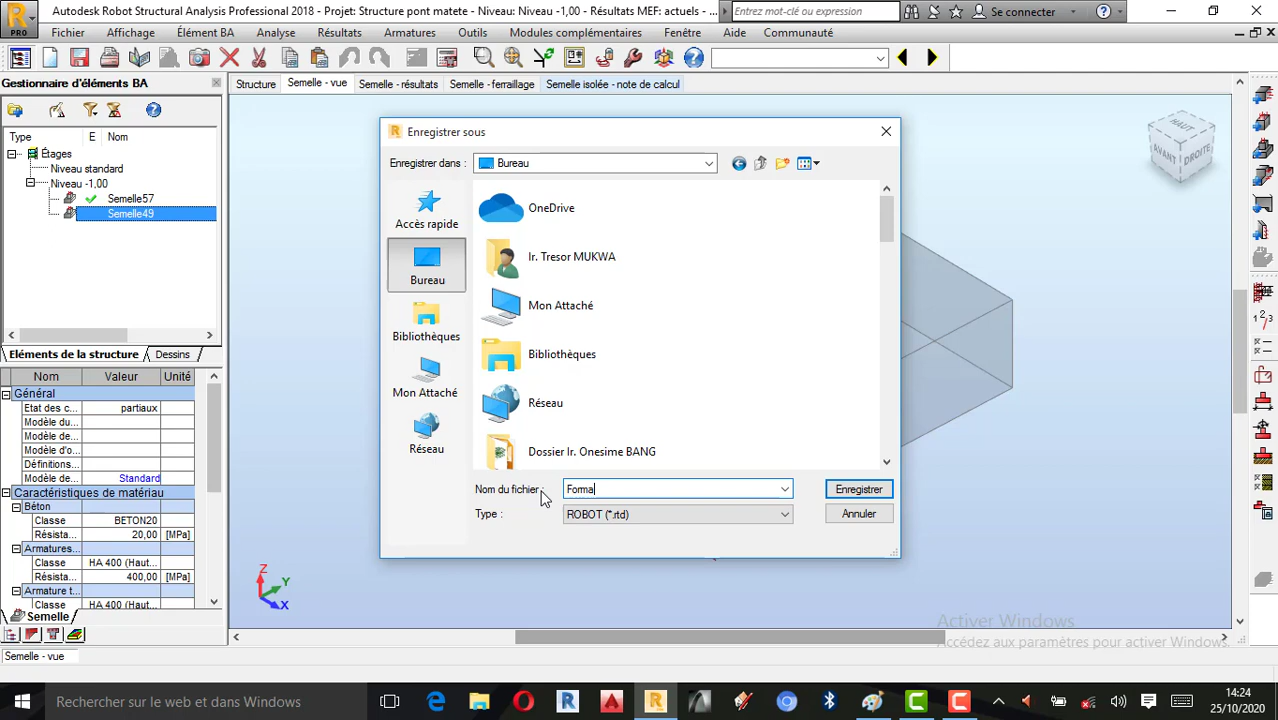 Autodesk Robot Structural Analysis Professional 2018 - Projet: Structure pont makete - Niveau: Niveau -1,00 - Résultats MEF: actuels - ...
Entrez mot-clé ou expression
Se connecter
PRO
Fichier Affichage Élément BA Analyse Résultats Armatures Outils Modules complémentaires Fenêtre Aide Communauté
Gestionnaire d'éléments BA
Structure Semelle - vue Semelle - résultats Semelle - ferraillage Semelle isolée - note de calcul
Type E Nom
Étages
Niveau standard
Niveau -1,00
Semelle57
Semelle49
Eléments de la structure Dessins
Nom Valeur Unité
Général
Etat des c... partiaux
Modèle du...
Modèle de...
Modèle d'o...
Définitions...
Modèle de... Standard
Caractéristiques de matériau
Béton
Classe BETON20
Résista... 20,00 [MPa]
Armatures...
Classe HA 400 (Haut...
Résista... 400,00 [MPa]
Armature t...
Classe HA 400 (Haut...
Semelle
Semelle - vue
Enregistrer sous
Enregistrer dans : Bureau
Accès rapide
Bureau
Bibliothèques
Mon Attaché
Réseau
OneDrive
Ir. Tresor MUKWA
Mon Attaché
Bibliothèques
Réseau
Dossier Ir. Onesime BANG
Nom du fichier : Forma
Enregistrer
Type : ROBOT (*.rtd)
Annuler
HAUT
AVANT
DROITE
Z
Y
X
Activer Windows
Accédez aux paramètres pour activer Windows.
Rechercher sur le web et dans Windows
14:24
25/10/2020